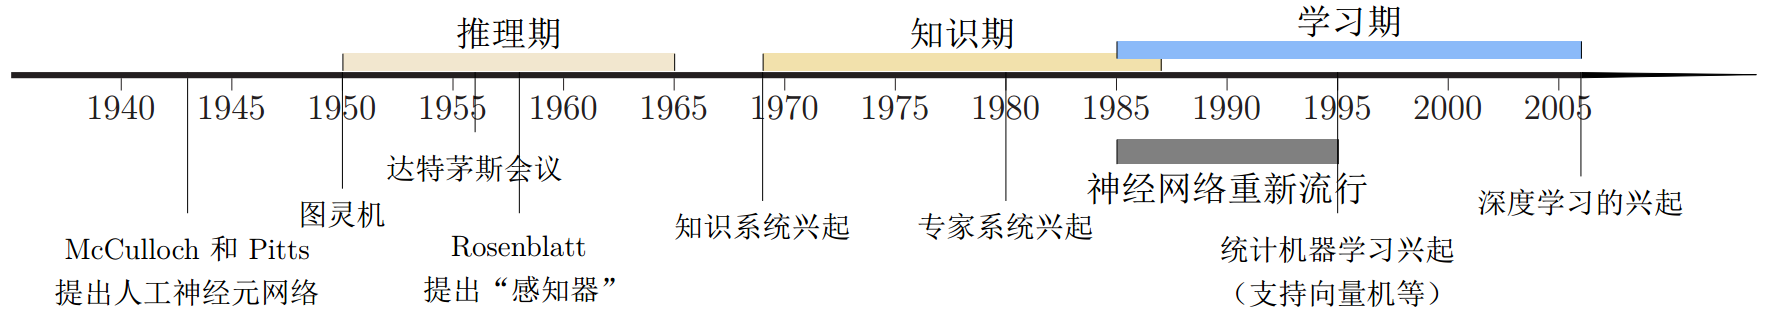 推理期
知识期
学习期
1940 1945 1950 1955 1960 1965 1970 1975 1980 1985 1990 1995 2000 2005
达特茅斯会议
神经网络重新流行
深度学习的兴起
图灵机
知识系统兴起
专家系统兴起
McCulloch 和 Pitts
提出人工神经元网络
Rosenblatt
提出“感知器”
统计机器学习兴起
（支持向量机等）